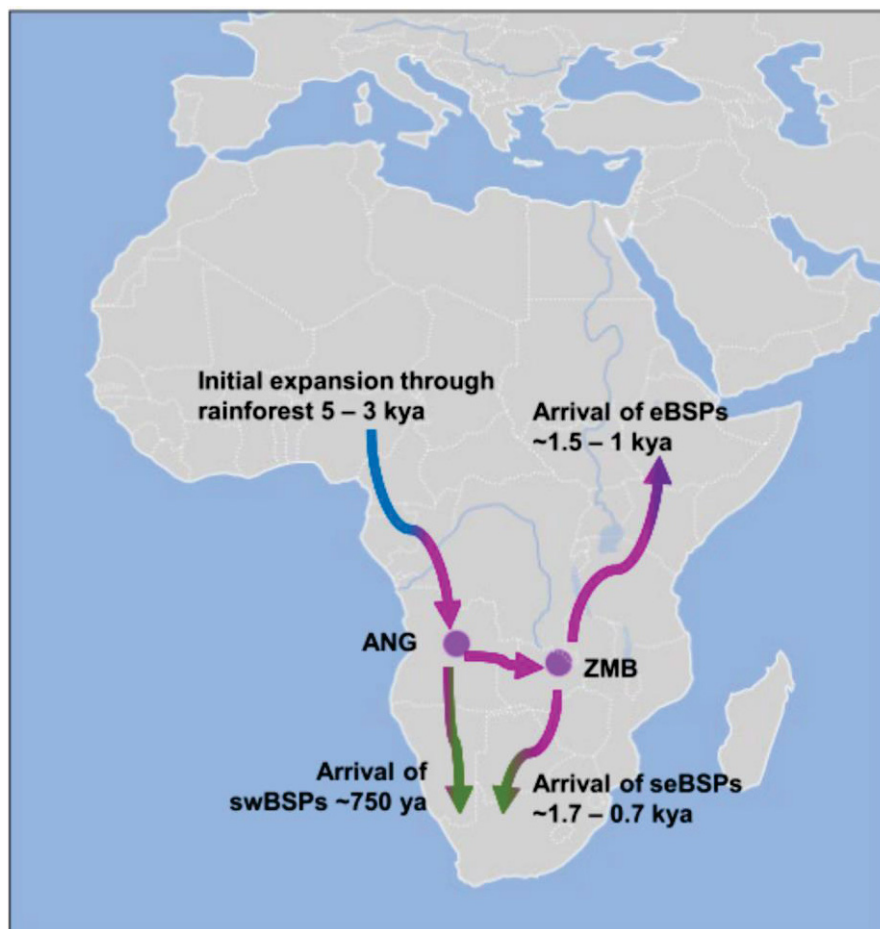 Initial expansion through
rainforest 5 – 3 kya
Arrival of eBSPs
~1.5 – 1 kya
ANG
ZMB
Arrival of
swBSPs ~750 ya
Arrival of seBSPs
~1.7 – 0.7 kya